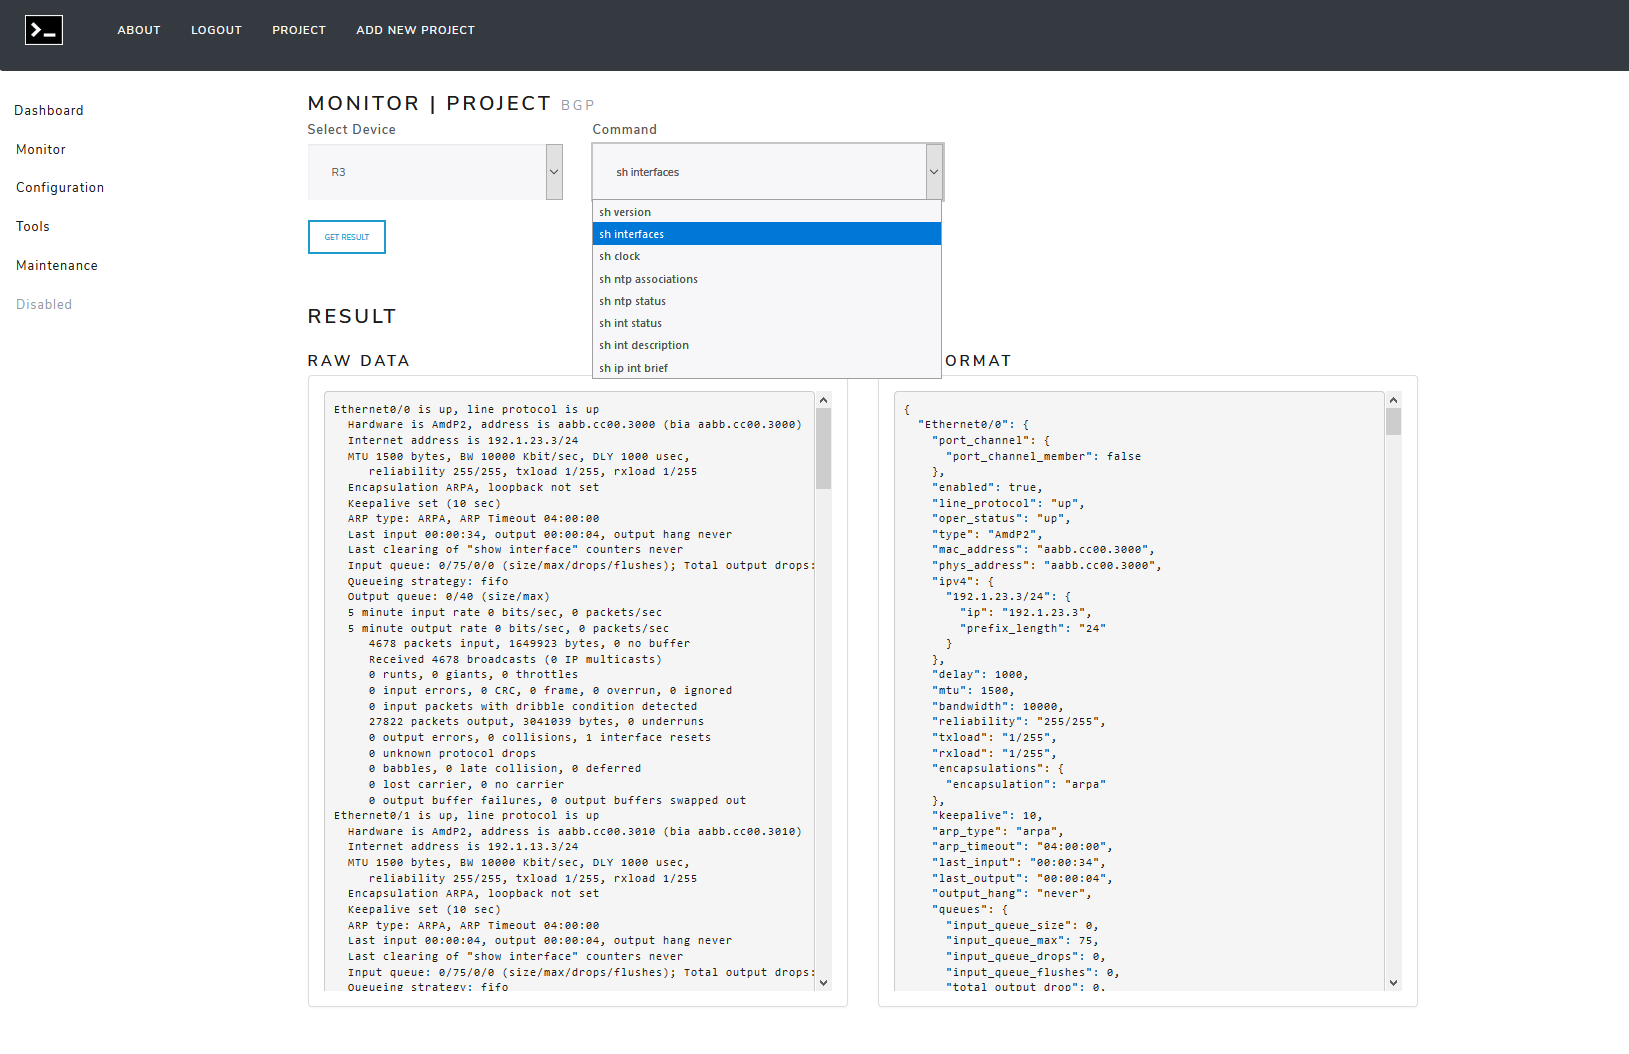 ABOUT LOGOUT PROJECT ADD NEW PROJECT
Dashboard
Monitor
Configuration
Tools
Maintenance
Disabled
MONITOR | PROJECT BGP
Select Device
R3
Command
sh interfaces
sh version
sh interfaces
sh clock
sh ntp associations
sh ntp status
sh int status
sh int description
sh ip int brief
GET RESULT
RESULT
RAW DATA
Ethernet0/0 is up, line protocol is up
Hardware is AmdP2, address is aabb.cc00.3000 (bia aabb.cc00.3000)
Internet address is 192.1.23.3/24
MTU 1500 bytes, BW 10000 Kbit/sec, DLY 1000 usec,
reliability 255/255, txload 1/255, rxload 1/255
Encapsulation ARPA, loopback not set
Keepalive set (10 sec)
ARP type: ARPA, ARP Timeout 04:00:00
Last input 00:00:34, output 00:00:04, output hang never
Last clearing of "show interface" counters never
Input queue: 0/75/0/0 (size/max/drops/flushes); Total output drops:
Queueing strategy: fifo
Output queue: 0/40 (size/max)
5 minute input rate 0 bits/sec, 0 packets/sec
5 minute output rate 0 bits/sec, 0 packets/sec
4678 packets input, 1649923 bytes, 0 no buffer
Received 4678 broadcasts (0 IP multicasts)
0 runts, 0 giants, 0 throttles
0 input errors, 0 CRC, 0 frame, 0 overrun, 0 ignored
0 input packets with dribble condition detected
27822 packets output, 3041039 bytes, 0 underruns
0 output errors, 0 collisions, 1 interface resets
0 unknown protocol drops
0 babbles, 0 late collision, 0 deferred
0 lost carrier, 0 no carrier
0 output buffer failures, 0 output buffers swapped out
Ethernet0/1 is up, line protocol is up
Hardware is AmdP2, address is aabb.cc00.3010 (bia aabb.cc00.3010)
Internet address is 192.1.13.3/24
MTU 1500 bytes, BW 10000 Kbit/sec, DLY 1000 usec,
reliability 255/255, txload 1/255, rxload 1/255
Encapsulation ARPA, loopback not set
Keepalive set (10 sec)
ARP type: ARPA, ARP Timeout 04:00:00
Last input 00:00:04, output 00:00:04, output hang never
Last clearing of "show interface" counters never
Input queue: 0/75/0/0 (size/max/drops/flushes); Total output drops:
Queueing strategy: fifo
ORMAT
{
"Ethernet0/0": {
"port_channel": {
"port_channel_member": false
},
"enabled": true,
"line_protocol": "up",
"oper_status": "up",
"type": "AmdP2",
"mac_address": "aabb.cc00.3000",
"phys_address": "aabb.cc00.3000",
"ipv4": {
"192.1.23.3/24": {
"ip": "192.1.23.3",
"prefix_length": "24"
}
},
"delay": 1000,
"mtu": 1500,
"bandwidth": 10000,
"reliability": "255/255",
"txload": "1/255",
"rxload": "1/255",
"encapsulations": {
"encapsulation": "arpa"
},
"keepalive": 10,
"arp_type": "arpa",
"arp_timeout": "04:00:00",
"last_input": "00:00:34",
"last_output": "00:00:04",
"output_hang": "never",
"queues": {
"input_queue_size": 0,
"input_queue_max": 75,
"input_queue_drops": 0,
"input_queue_flushes": 0,
"total_output_drop": 0,